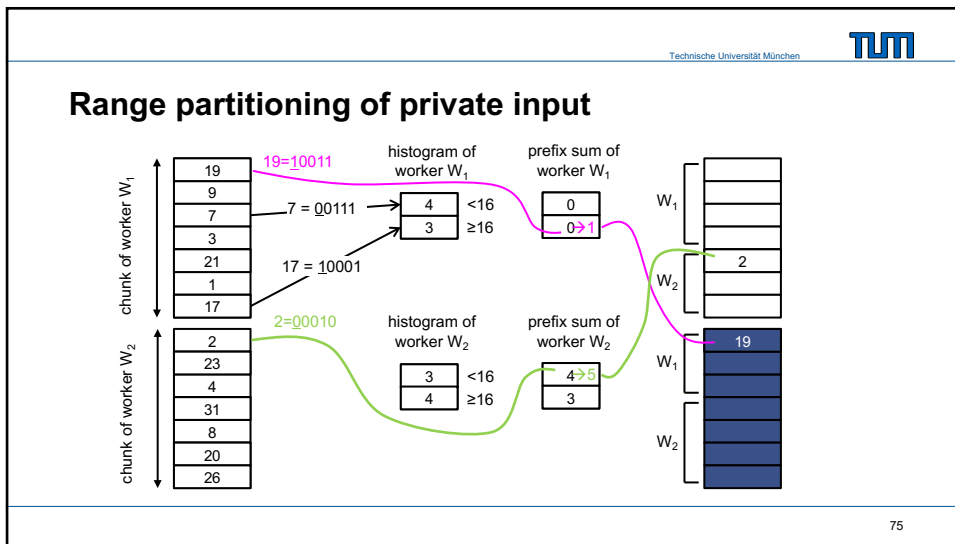 Technische Universität München
TUM
Range partitioning of private input
chunk of worker W1
19
9
7
3
21
1
17
19=10011
7 = 00111
17 = 10001
histogram of
worker W1
4 <16
3 ≥16
prefix sum of
worker W1
0
0→1
W1
W2
2
chunk of worker W2
2
23
4
31
8
20
26
2=00010
histogram of
worker W2
3 <16
4 ≥16
prefix sum of
worker W2
4→5
3
W1
19
W2
75